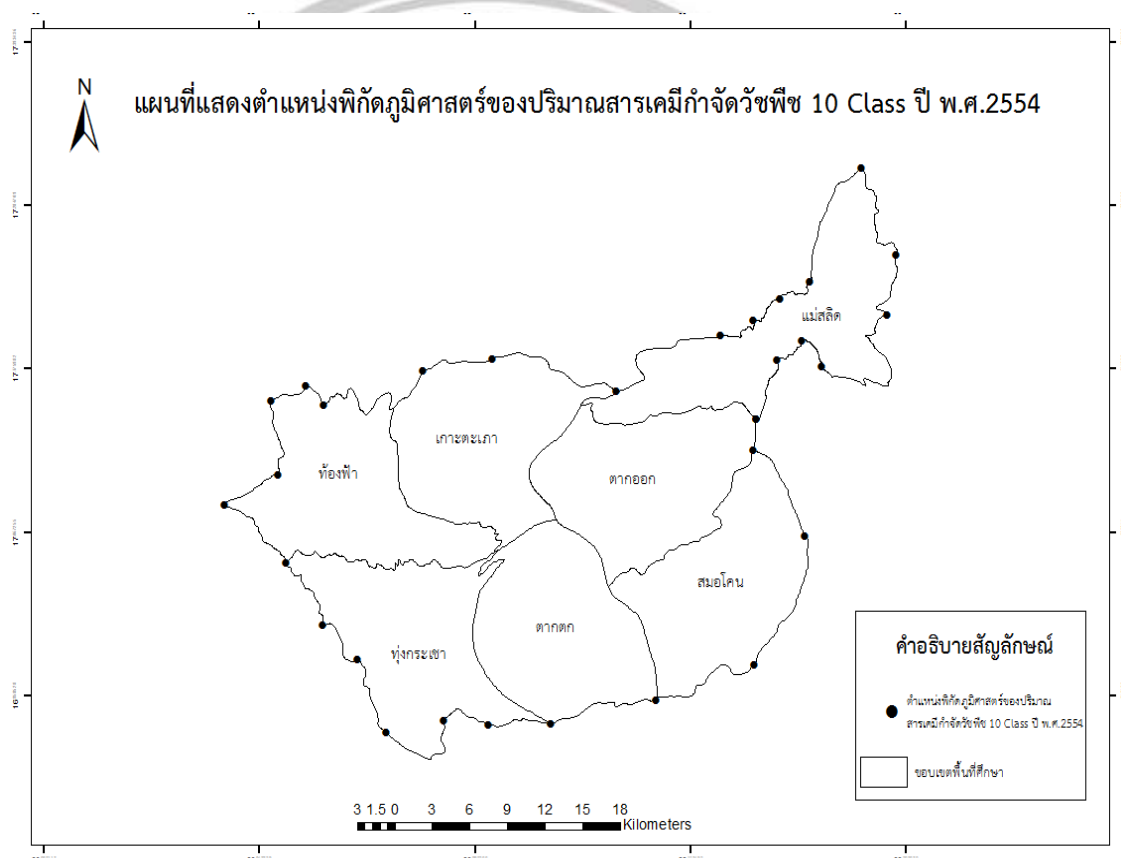 แผนที่แสดงตำแหน่งพิกัดภูมิศาสตร์ของปริมาณสารเคมีกำจัดวัชพืช 10 Class ปี พ.ศ.2554
N
แม่สลิด
เกาะตะเภา
ท้องฟ้า
ตากออก
สมอโคน
ตากตก
ทุ่งกระเชา
คำอธิบายสัญลักษณ์
ตำแหน่งพิกัดภูมิศาสตร์ของปริมาณ
สารเคมีกำจัดวัชพืช 10 Class ปี พ.ศ.2554
ขอบเขตพื้นที่ศึกษา
3 1.5 0 3 6 9 12 15 18
Kilometers